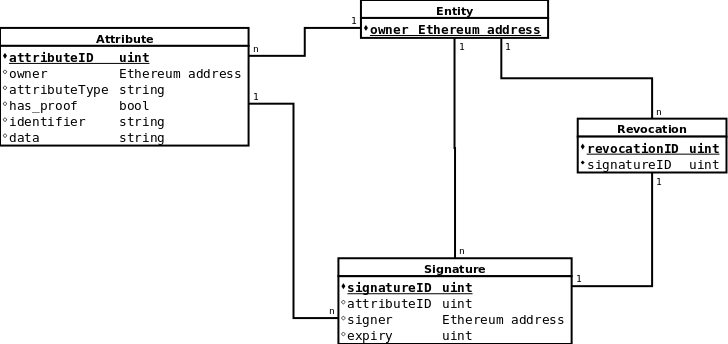 Entity
owner Ethereum address
1
1
1
Attribute
attributeID uint
owner Ethereum address
attributeType string
has_proof bool
identifier string
data string
n
1
n
Revocation
revocationID uint
signatureID uint
1
n
Signature
signatureID uint
attributeID uint
signer Ethereum address
expiry uint
1
n